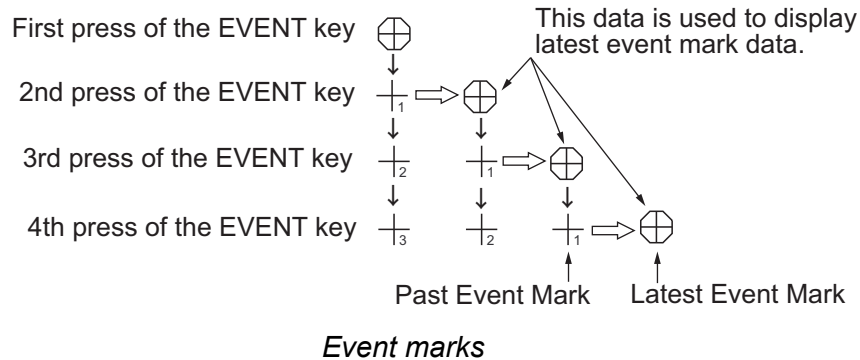 First press of the EVENT key
This data is used to display
latest event mark data.
2nd press of the EVENT key
1
3rd press of the EVENT key
2 1
4th press of the EVENT key
3 2 1
Past Event Mark Latest Event Mark
Event marks